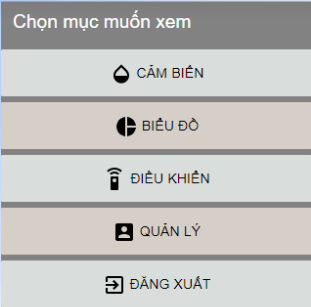 Chọn mục muốn xem
CẢM BIẾN
BIỂU ĐỒ
ĐIỀU KHIỂN
QUẢN LÝ
ĐĂNG XUẤT